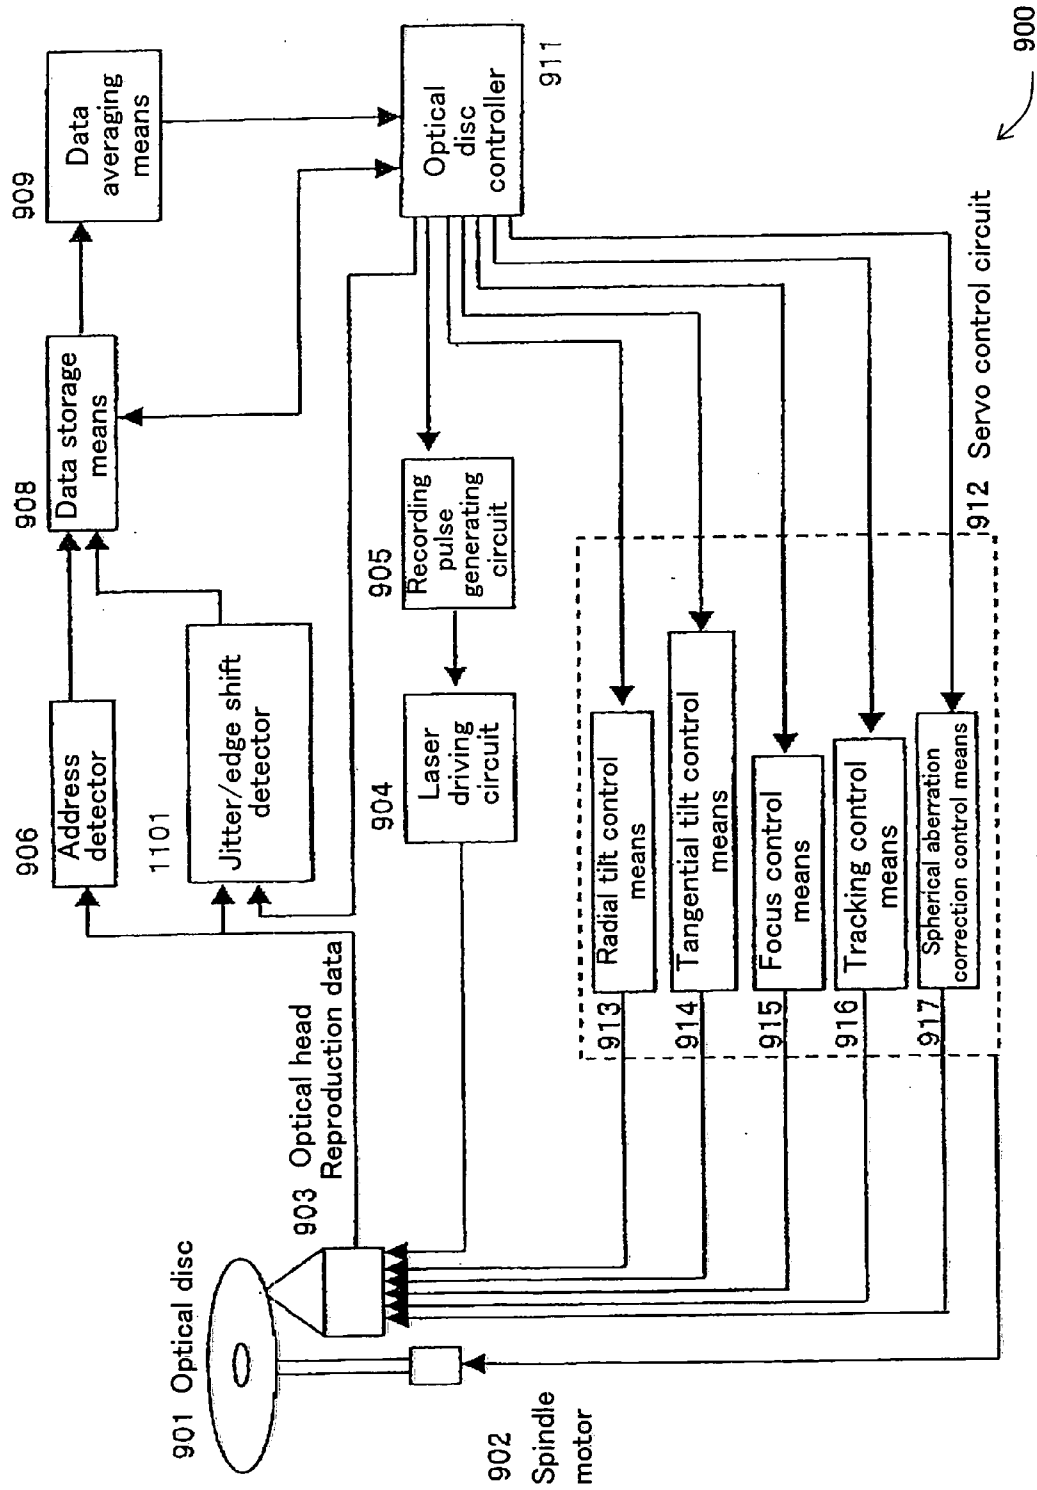 900
901 Optical disc
902
Spindle
motor
903 Optical head
Reproduction data
906
Address
detector
1101
Jitter/edge shift
detector
908
Data storage
means
909
Data
averaging
means
904
Laser
driving
circuit
905
Recording
pulse
generating
circuit
Optical
disc
controller
911
913
Radial tilt control
means
914
Tangential tilt control
means
915
Focus control
means
916
Tracking control
means
917
Spherical aberration
correction control means
912 Servo control circuit